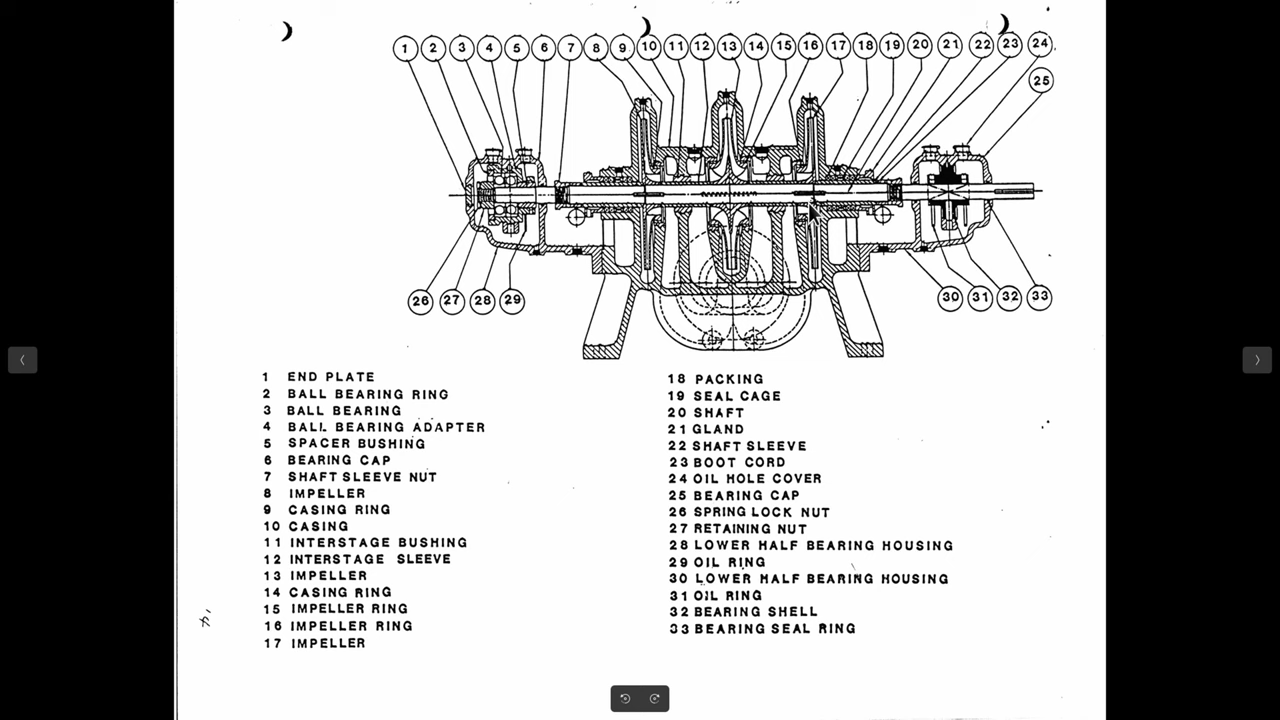 1 2 3 4 5 6 7 8 9 10 11 12 13 14 15 16 17 18 19 20 21 22 23 24
25
26 27 28 29 30 31 32 33
1 END PLATE
2 BALL BEARING RING
3 BALL BEARING
4 BALL BEARING ADAPTER
5 SPACER BUSHING
6 BEARING CAP
7 SHAFT SLEEVE NUT
8 IMPELLER
9 CASING RING
10 CASING
11 INTERSTAGE BUSHING
12 INTERSTAGE SLEEVE
13 IMPELLER
14 CASING RING
15 IMPELLER RING
16 IMPELLER RING
17 IMPELLER
18 PACKING
19 SEAL CAGE
20 SHAFT
21 GLAND
22 SHAFT SLEEVE
23 BOOT CORD
24 OIL HOLE COVER
25 BEARING CAP
26 SPRING LOCK NUT
27 RETAINING NUT
28 LOWER HALF BEARING HOUSING
29 OIL RING
30 LOWER HALF BEARING HOUSING
31 OIL RING
32 BEARING SHELL
33 BEARING SEAL RING